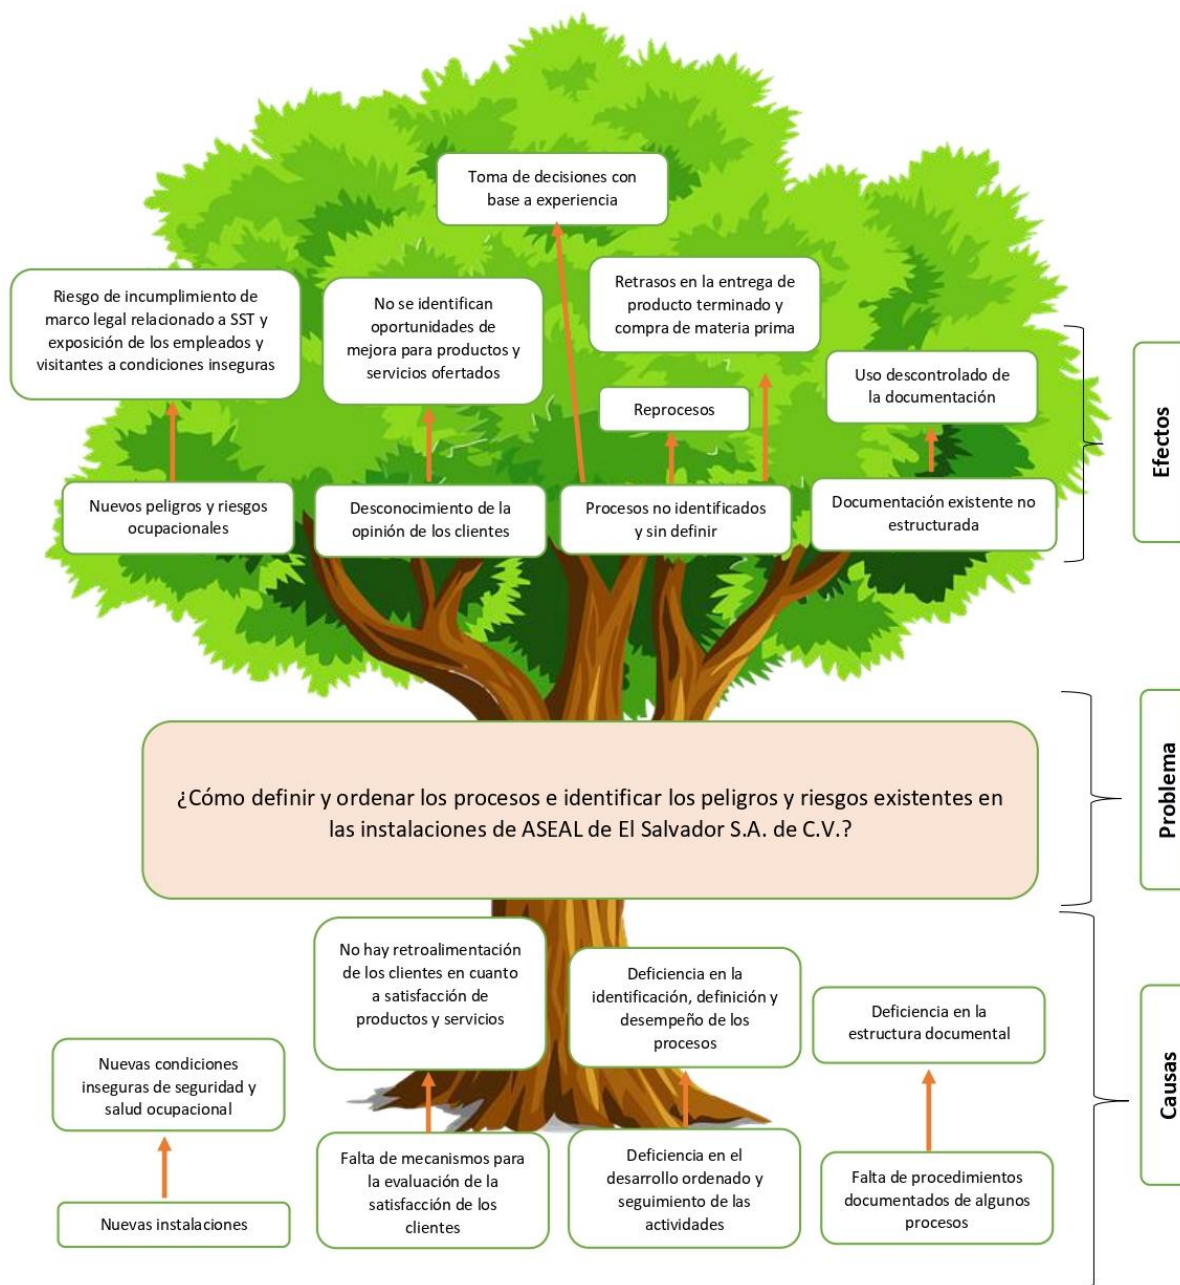 Toma de decisiones con
base a experiencia
Riesgo de incumplimiento de
marco legal relacionado a SST y
exposición de los empleados y
visitantes a condiciones inseguras
No se identifican
oportunidades de
mejora para productos y
servicios ofertados
Retrasos en la entrega de
producto terminado y
compra de materia prima
Reprocesos
Uso descontrolado de
la documentación
Nuevos peligros y riesgos
ocupacionales
Desconocimiento de la
opinión de los clientes
Procesos no identificados
y sin definir
Documentación existente no
estructurada
Efectos
¿Cómo definir y ordenar los procesos e identificar los peligros y riesgos existentes en
las instalaciones de ASEAL de El Salvador S.A. de C.V.?
Problema
No hay retroalimentación
de los clientes en cuanto
a satisfacción de
productos y servicios
Deficiencia en la
identificación, definición y
desempeño de los
procesos
Deficiencia en la
estructura documental
Nuevas condiciones
inseguras de seguridad y
salud ocupacional
Causas
Nuevas instalaciones
Falta de mecanismos para
la evaluación de la
satisfacción de los
clientes
Deficiencia en el
desarrollo ordenado y
seguimiento de las
actividades
Falta de procedimientos
documentados de algunos
procesos